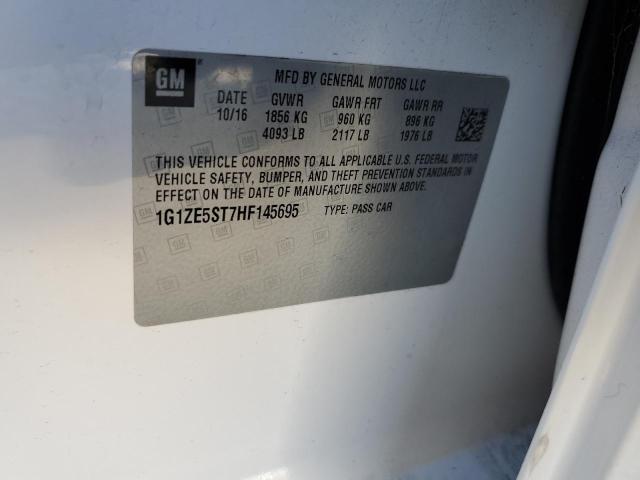 GM
MFD BY GENERAL MOTORS LLC
DATE GVWR GAWR FRT GAWR RR
10/16 1856 KG 960 KG 896 KG
4093 LB 2117 LB 1976 LB
THIS VEHICLE CONFORMS TO ALL APPLICABLE U.S. FEDERAL MOTOR
VEHICLE SAFETY, BUMPER, AND THEFT PREVENTION STANDARDS IN
EFFECT ON THE DATE OF MANUFACTURE SHOWN ABOVE.
1G1ZE5ST7HF145695 TYPE: PASS CAR